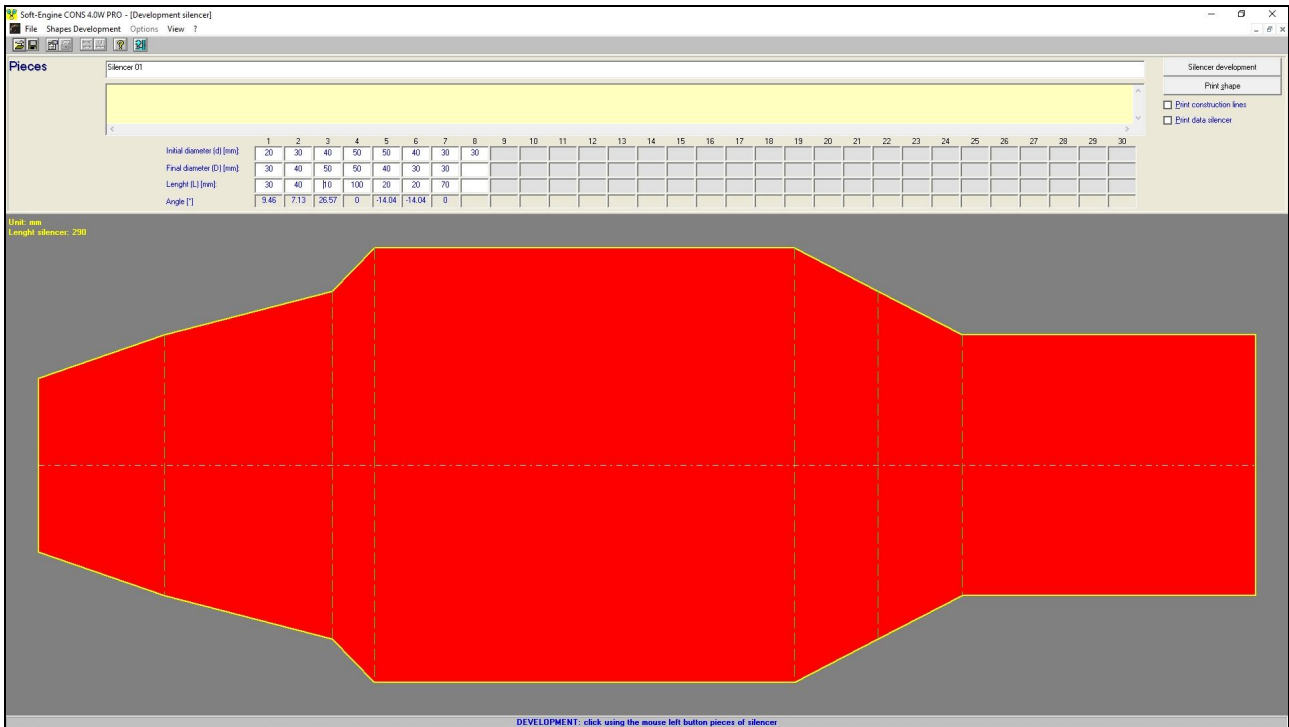 Soft-Engine CONS 4.0W PRO - [Development silencer]
File Shapes Development Options View ?
Pieces Silencer 01 Silencer development
Print shape
Print construction lines
Print data silencer
1 2 3 4 5 6 7 8 9 10 11 12 13 14 15 16 17 18 19 20 21 22 23 24 25 26 27 28 29 30
Initial diameter (d) [mm]: 20 30 40 50 50 40 30 30
Final diameter (D) [mm]: 30 40 50 50 40 30 30
Lenght (L) [mm]: 30 40 10 100 20 20 70
Angle [°] 9.46 7.13 26.57 0 -14.04 -14.04 0
Unit: mm
Lenght silencer: 290
DEVELOPMENT: click using the mouse left button pieces of silencer